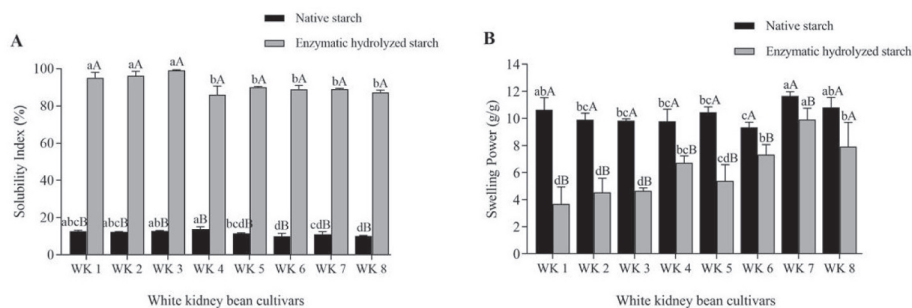 A
Native starch
Enzymatic hydrolyzed starch
Solubility Index (%)
100
80
60
40
20
0
aA aA aA bA bA bA bA bA
abcB abcB abB aB bcdB dB cdB dB
WK 1 WK 2 WK 3 WK 4 WK 5 WK 6 WK 7 WK 8
White kidney bean cultivars
B
Native starch
Enzymatic hydrolyzed starch
Swelling Power (g/g)
14
12
10
8
6
4
2
0
abA bcA bcA bcA bcA cA aA abA
dB dB dB bcB cdB bB aB bA
WK 1 WK 2 WK 3 WK 4 WK 5 WK 6 WK 7 WK 8
White kidney bean cultivars